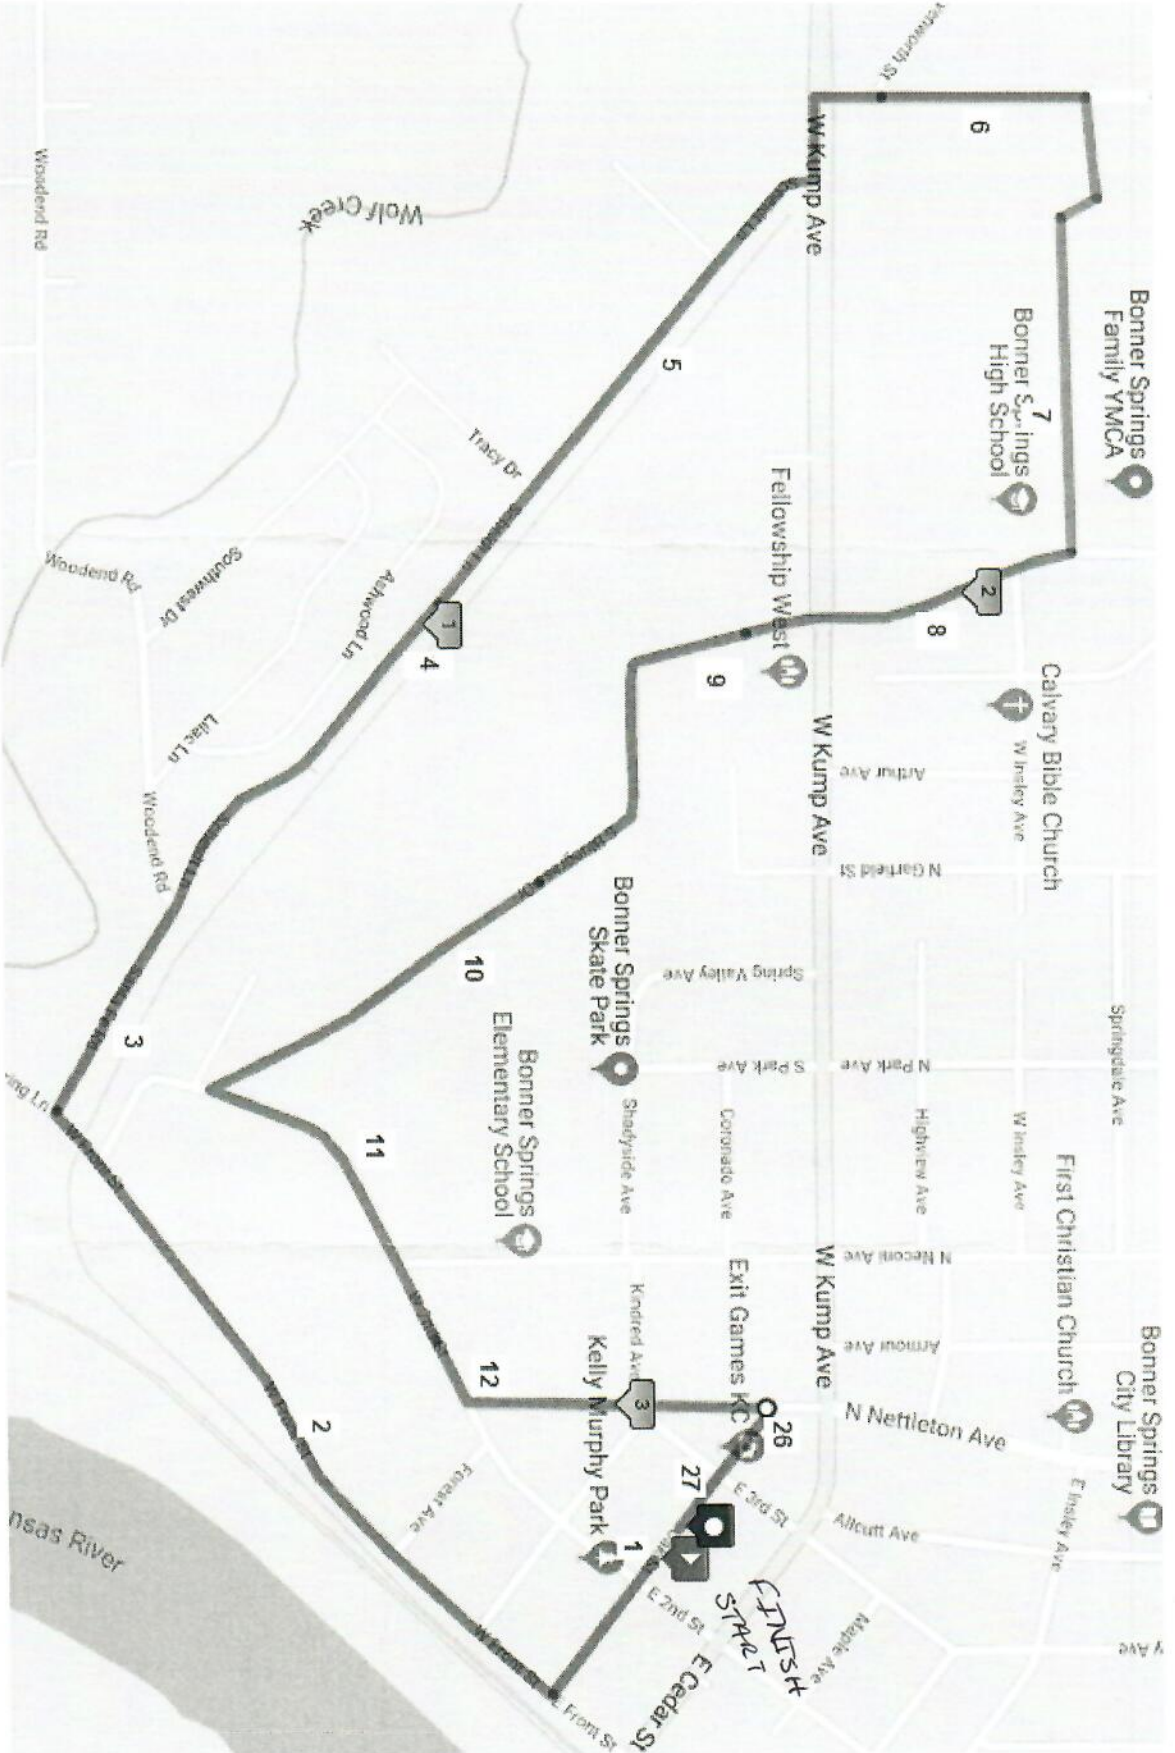 St
6
W Kump Ave
Wolf Creek
Woodend Rd
5
Bonner Springs
Family YMCA
7
High School
Tracy Dr
Fellowship West
Southwest Dr
Woodend Rd
Ashwood Ln
2
1
8
4
9
Calvary Bible Church
W Insley Ave
Arthur Ave
W Kump Ave
Lilac Ln
Woodend Rd
N Garfield St
Bonner Springs
Skate Park
Spring Valley Ave
10
3
Springdale Ave
N Park Ave
S Park Ave
Bonner Springs
Elementary School
Shadyside Ave
Coronado Ave
Highview Ave
W Insley Ave
11
First Christian Church
N Neconi Ave
W Kump Ave
Exit Games KC
Kindred Ave
Armour Ave
Bonner Springs
City Library
Kelly Murphy Park
12
3
26
N Nettleton Ave
2
27
E 3rd St
Allcutt Ave
E Insley Ave
Forest Ave
1
E 2nd St
FINISH
START
Maple Ave
E Cedar St
E Front St
River